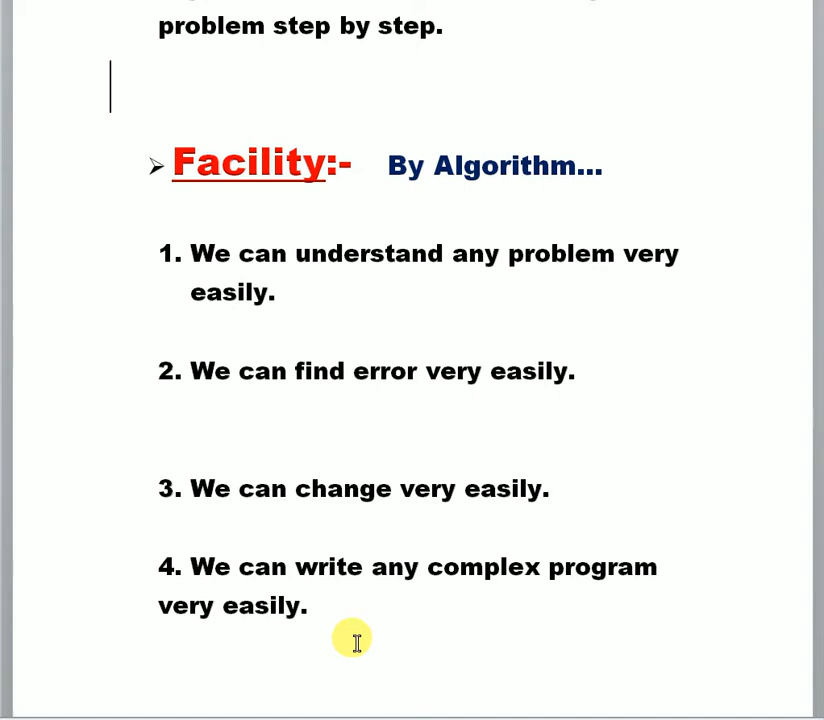 problem step by step.
Facility:- By Algorithm...
1. We can understand any problem very
easily.
2. We can find error very easily.
3. We can change very easily.
4. We can write any complex program
very easily.